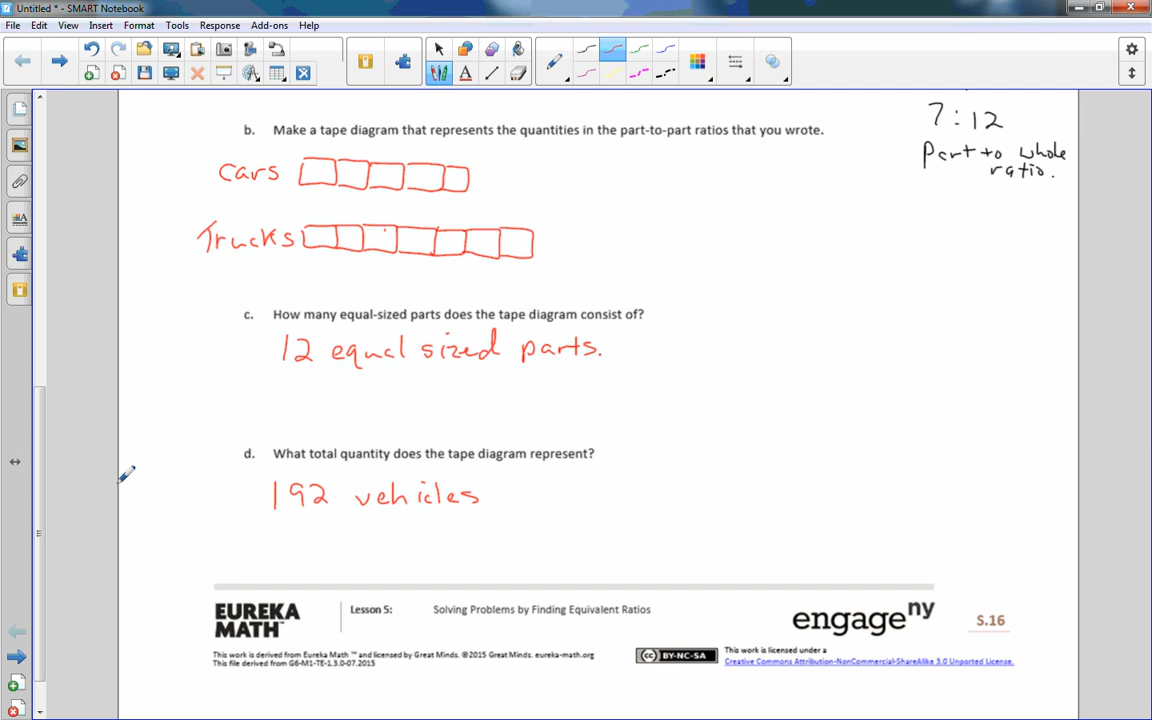 Untitled * - SMART Notebook
File Edit View Insert Format Tools Response Add-ons Help
7:12
Part to whole
ratio.
b. Make a tape diagram that represents the quantities in the part-to-part ratios that you wrote.
Cars
Trucks
c. How many equal-sized parts does the tape diagram consist of?
12 equal sized parts.
d. What total quantity does the tape diagram represent?
192 vehicles
EUREKA
MATH™
Lesson 5: Solving Problems by Finding Equivalent Ratios
engage ny
S.16
This work is derived from Eureka Math ™ and licensed by Great Minds. ©2015 Great Minds. eureka-math.org
This file derived from G6-M1-TE-1.3.0-07.2015
cc BY-NC-SA
This work is licensed under a
Creative Commons Attribution-NonCommercial-ShareAlike 3.0 Unported License.